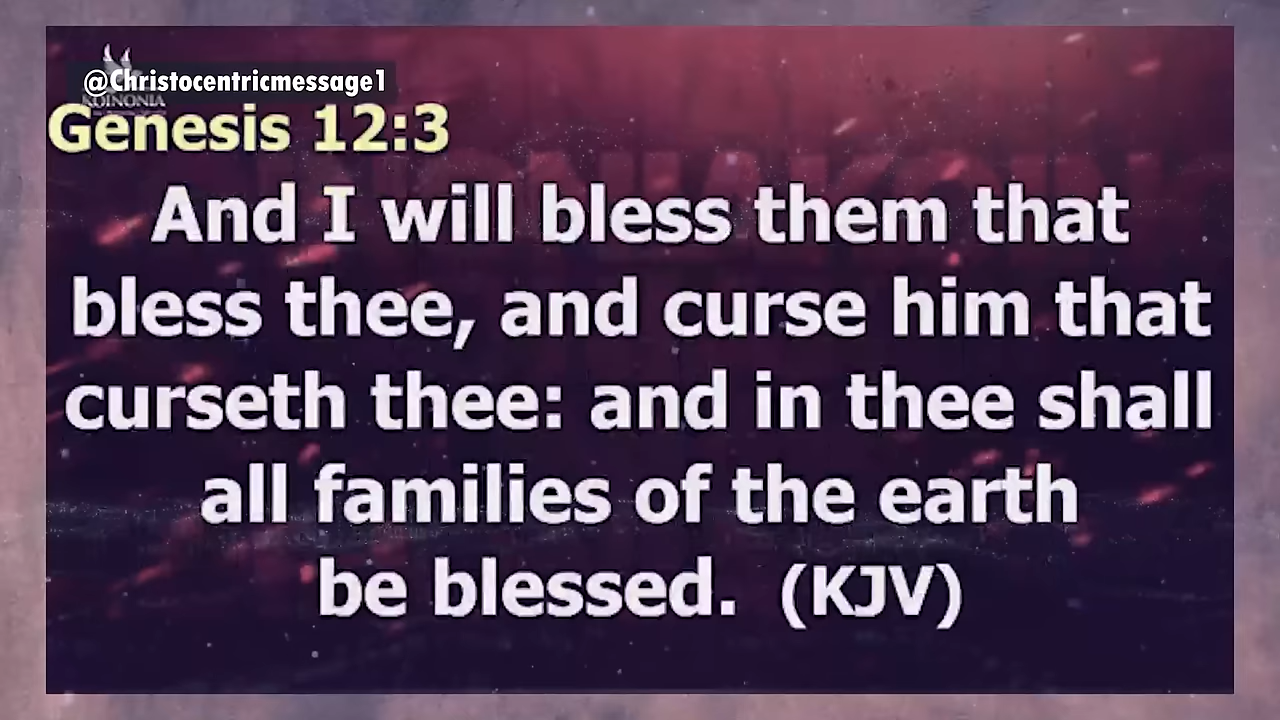 @Christocentricmessage1
KOINONIA
Genesis 12:3
And I will bless them that
bless thee, and curse him that
curseth thee: and in thee shall
all families of the earth
be blessed. (KJV)